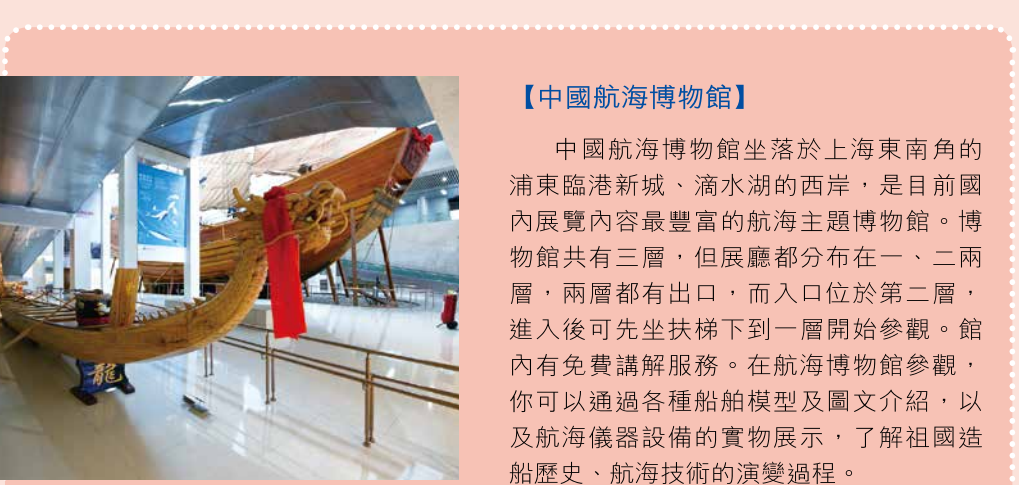 【中國航海博物館】
中國航海博物館坐落於上海東南角的
浦東臨港新城、滴水湖的西岸，是目前國
內展覽內容最豐富的航海主題博物館。博
物館共有三層，但展廳都分布在一、二兩
層，兩層都有出口，而入口位於第二層，
進入後可先坐扶梯下到一層開始參觀。館
內有免費講解服務。在航海博物館參觀，
你可以通過各種船舶模型及圖文介紹，以
及航海儀器設備的實物展示，了解祖國造
船歷史、航海技術的演變過程。
龍